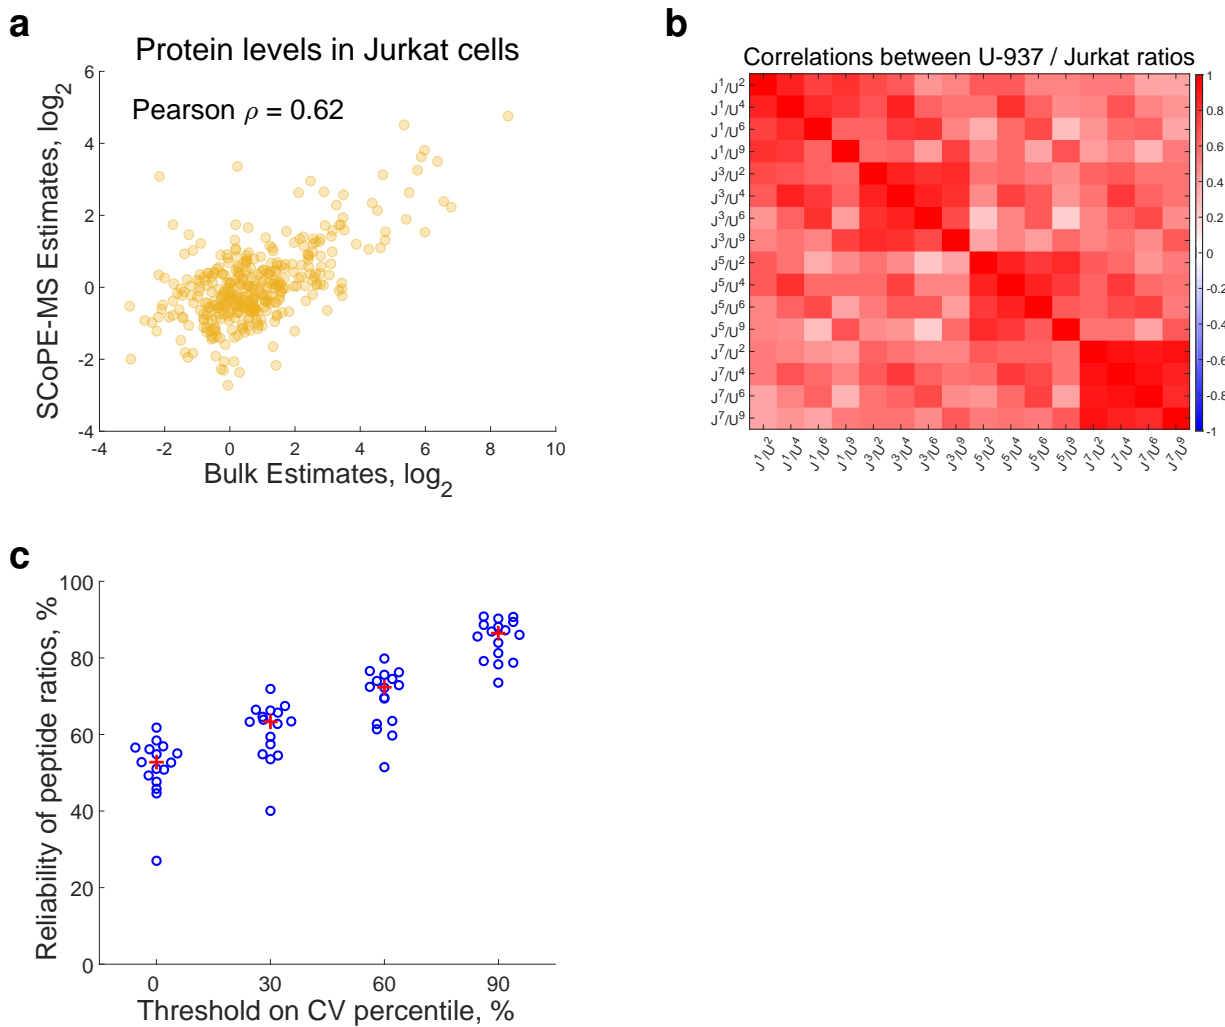 a
Protein levels in Jurkat cells
Pearson ρ = 0.62
6
4
2
0
-2
-4
SCoPE-MS Estimates, log2
-4
-2
0
2
4
6
8
10
Bulk Estimates, log2
b
Correlations between U-937 / Jurkat ratios
J1/U2
J1/U4
J1/U6
J1/U9
J3/U2
J3/U4
J3/U6
J3/U9
J5/U2
J5/U4
J5/U6
J5/U9
J7/U2
J7/U4
J7/U6
J7/U9
J1/U2
J1/U4
J1/U6
J1/U9
J3/U2
J3/U4
J3/U6
J3/U9
J5/U2
J5/U4
J5/U6
J5/U9
J7/U2
J7/U4
J7/U6
J7/U9
1
0.8
0.6
0.4
0.2
0
-0.2
-0.4
-0.6
-0.8
-1
c
100
80
60
40
20
0
Reliability of peptide ratios, %
0
30
60
90
Threshold on CV percentile, %